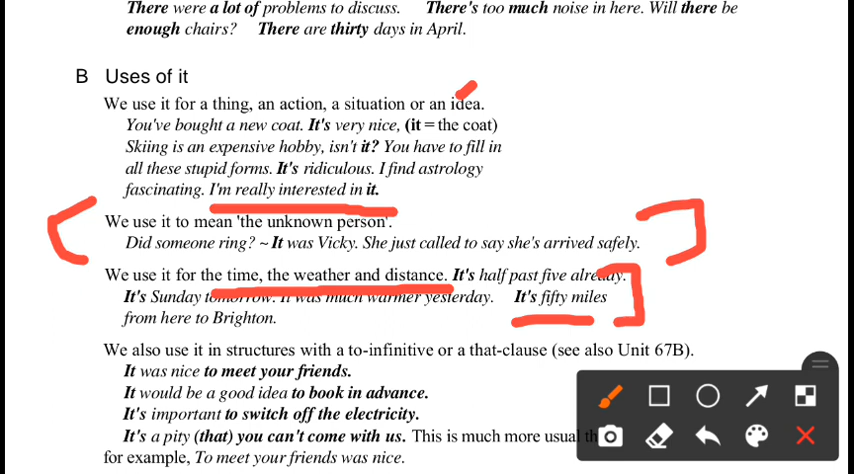 There were a lot of problems to discuss. There's too much noise in here. Will there be
enough chairs? There are thirty days in April.
B Uses of it
We use it for a thing, an action, a situation or an idea.
You've bought a new coat. It's very nice, (it = the coat)
Skiing is an expensive hobby, isn't it? You have to fill in
all these stupid forms. It's ridiculous. I find astrology
fascinating. I'm really interested in it.
We use it to mean 'the unknown person'.
Did someone ring? ~ It was Vicky. She just called to say she's arrived safely.
We use it for the time, the weather and distance. It's half past five already.
It's Sunday tomorrow. It was much warmer yesterday. It's fifty miles
from here to Brighton.
We also use it in structures with a to-infinitive or a that-clause (see also Unit 67B).
It was nice to meet your friends.
It would be a good idea to book in advance.
It's important to switch off the electricity.
It's a pity (that) you can't come with us. This is much more usual
for example, To meet your friends was nice.